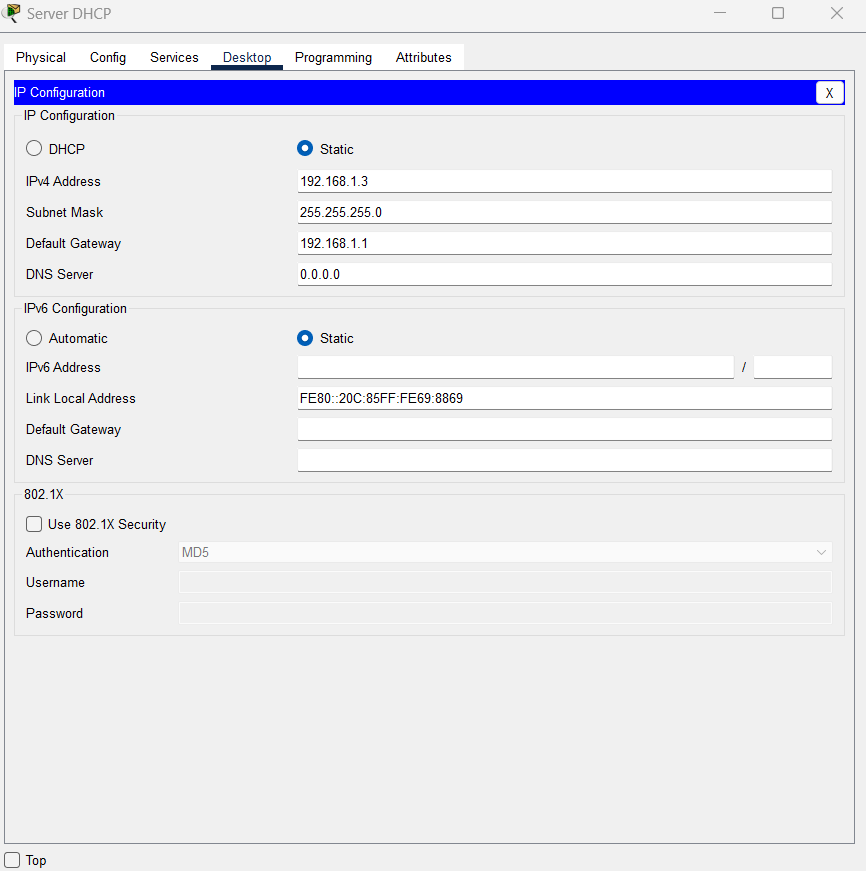 Server DHCP
Physical Config Services Desktop Programming Attributes
IP Configuration X
IP Configuration
DHCP Static
IPv4 Address 192.168.1.3
Subnet Mask 255.255.255.0
Default Gateway 192.168.1.1
DNS Server 0.0.0.0
IPv6 Configuration
Automatic Static
IPv6 Address /
Link Local Address FE80::20C:85FF:FE69:8869
Default Gateway
DNS Server
802.1X
Use 802.1X Security
Authentication MD5
Username
Password
Top